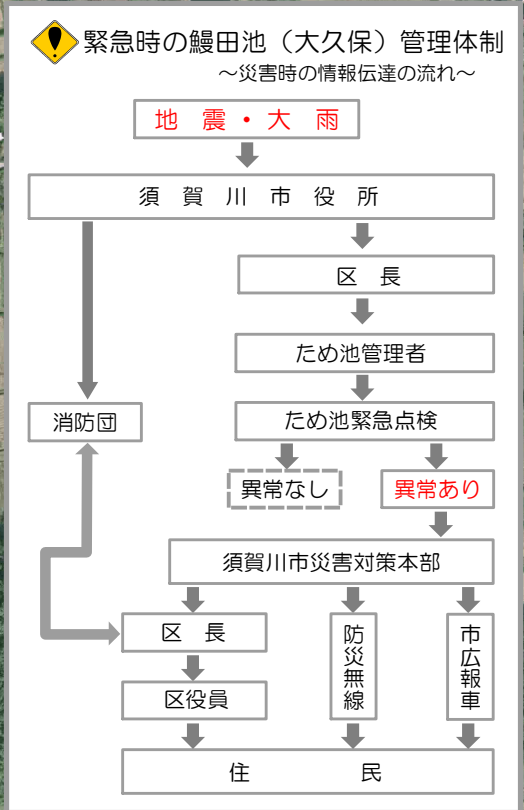 緊急時の鰻田池（大久保）管理体制
～災害時の情報伝達の流れ～
地　震・大　雨
須　賀　川　市　役　所
区　長
ため池管理者
消防団
ため池緊急点検
異常なし
異常あり
須賀川市災害対策本部
区　長
防災無線
市広報車
区役員
住　　　　民